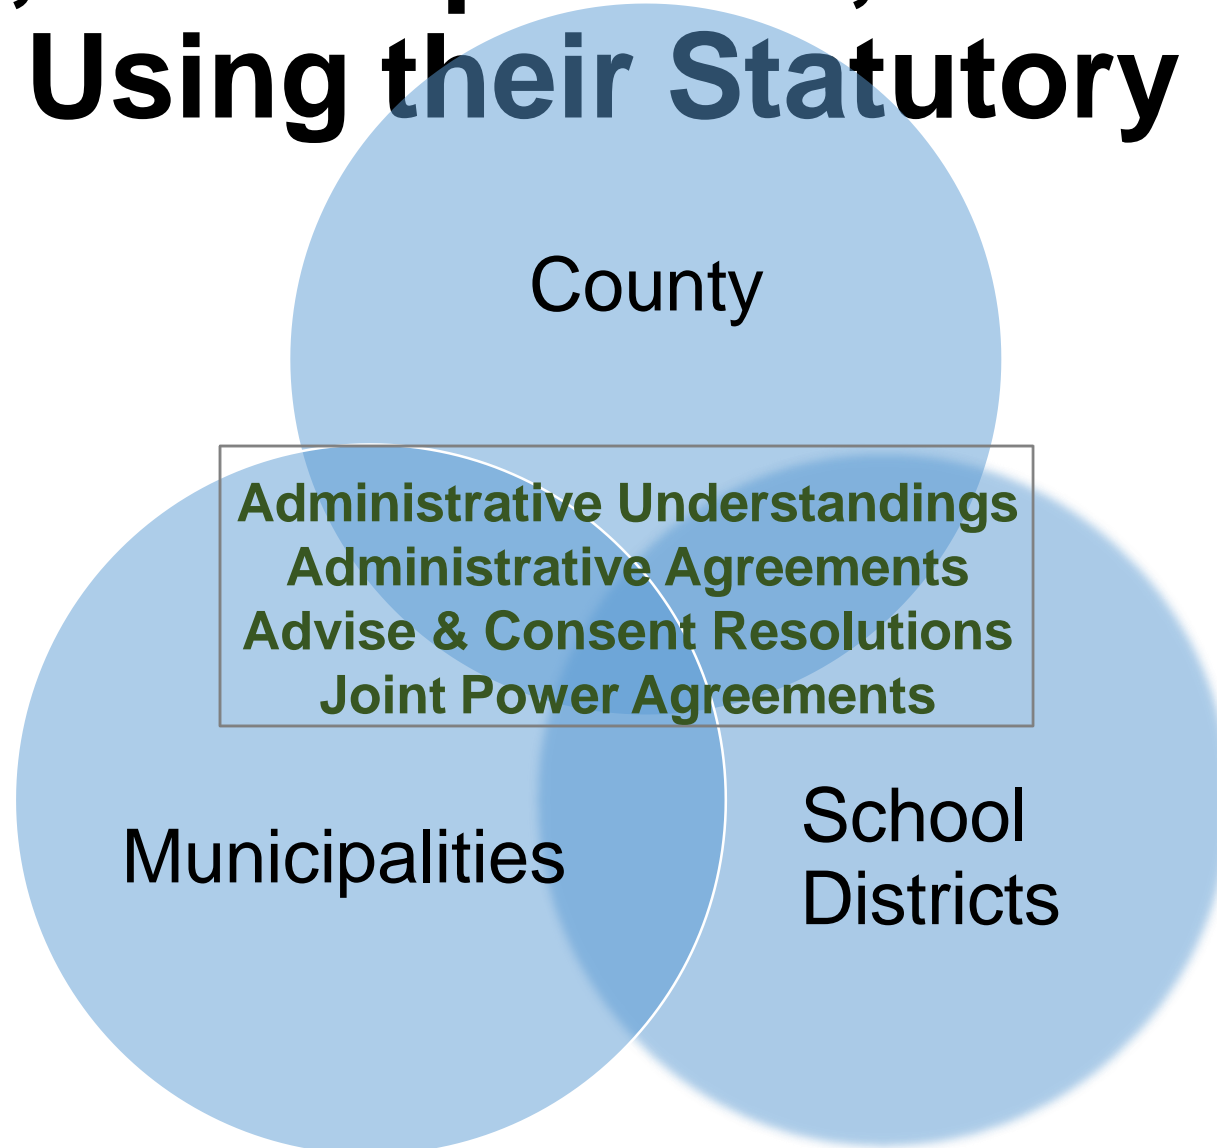 Using their Statutory
County
Administrative Understandings
Administrative Agreements
Advise & Consent Resolutions
Joint Power Agreements
Municipalities
School
Districts